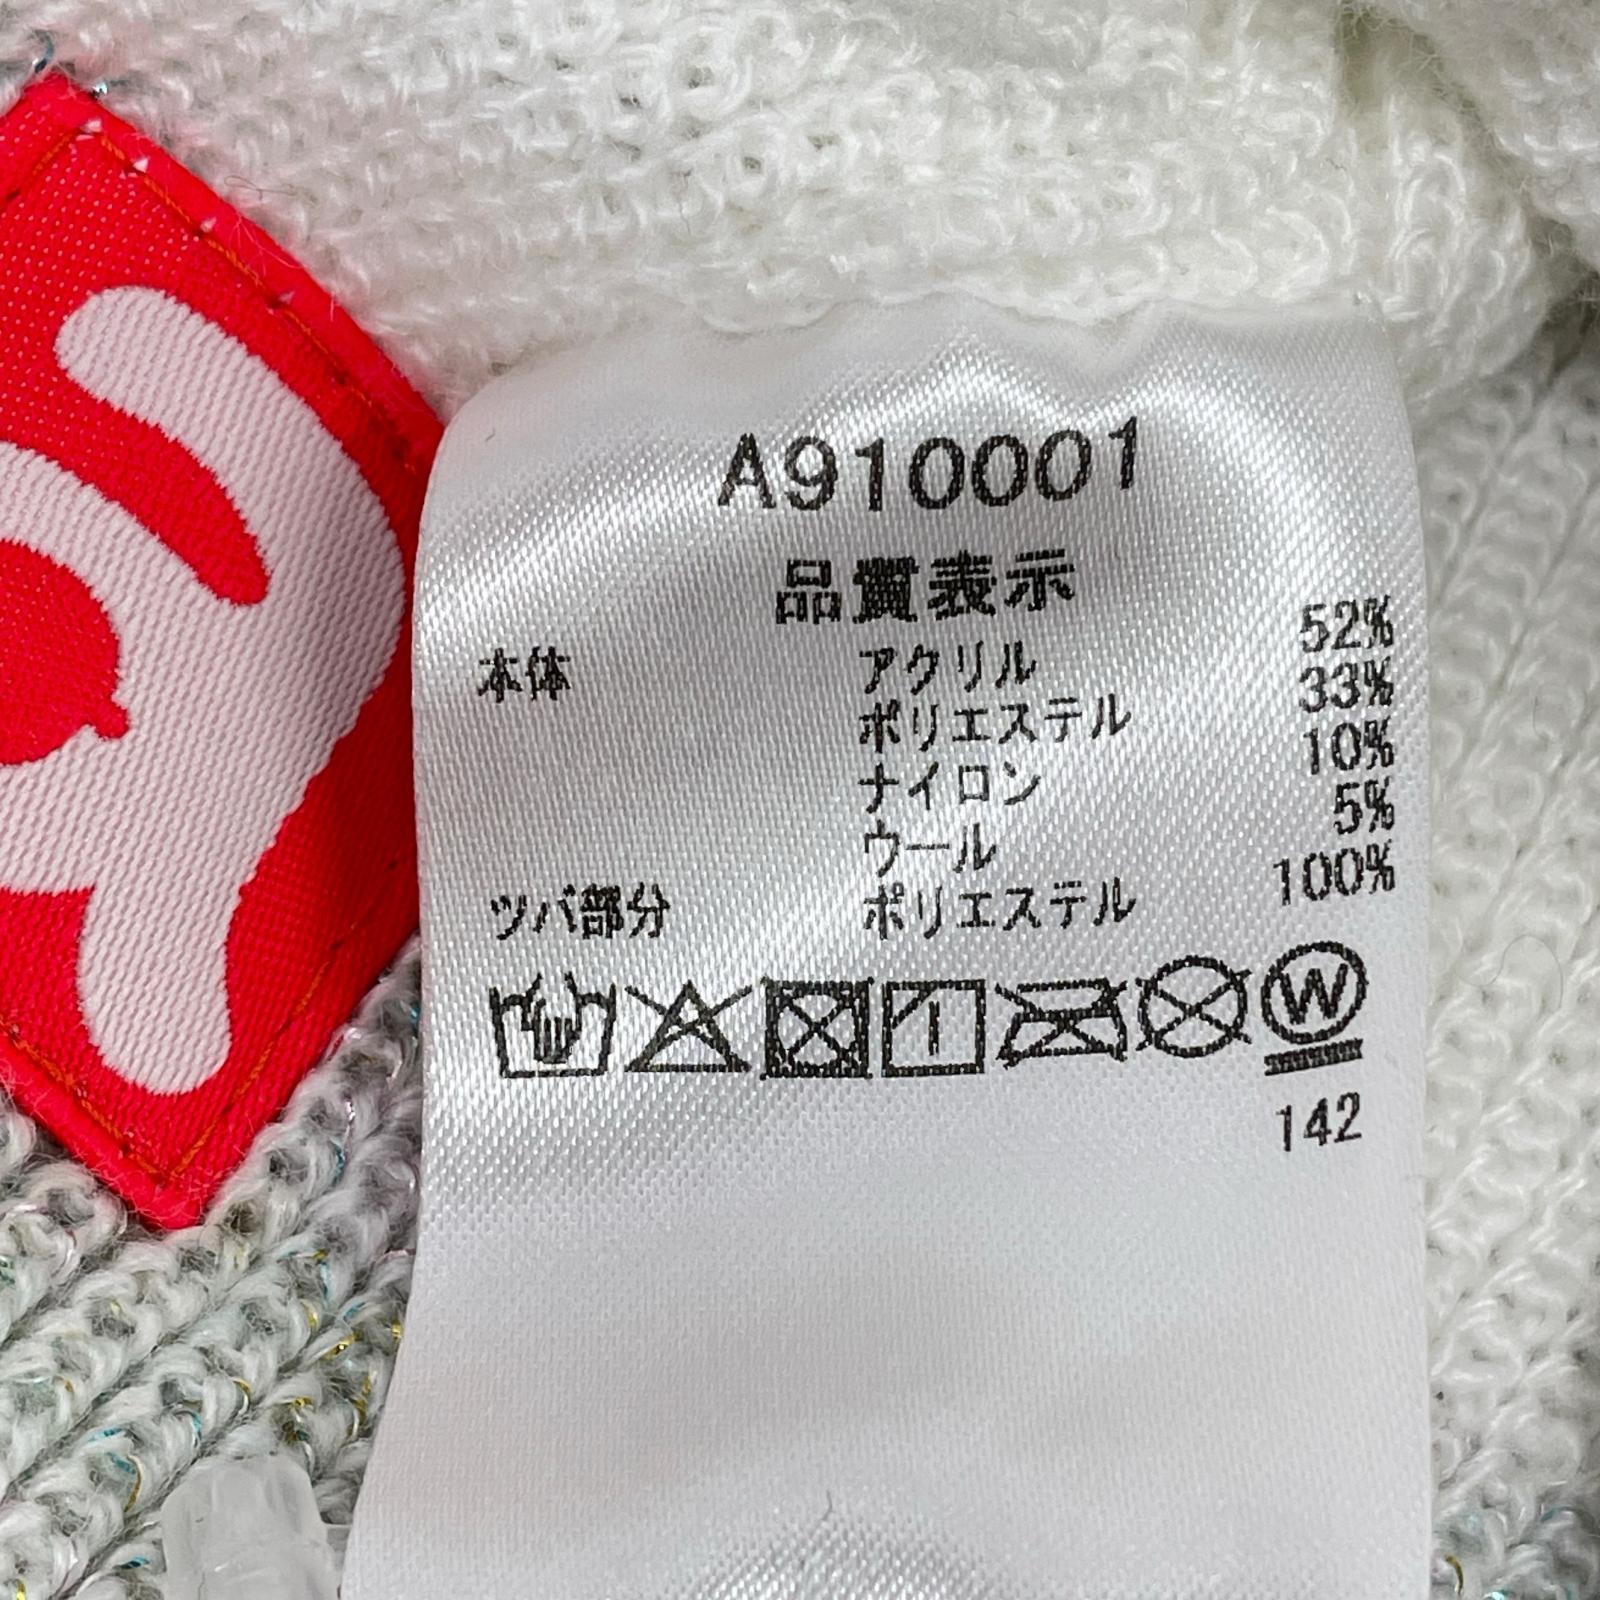 A910001
品質表示
本体 アクリル 52%
ポリエステル 33%
ナイロン 10%
ウール 5%
ツバ部分 ポリエステル 100%
W
142